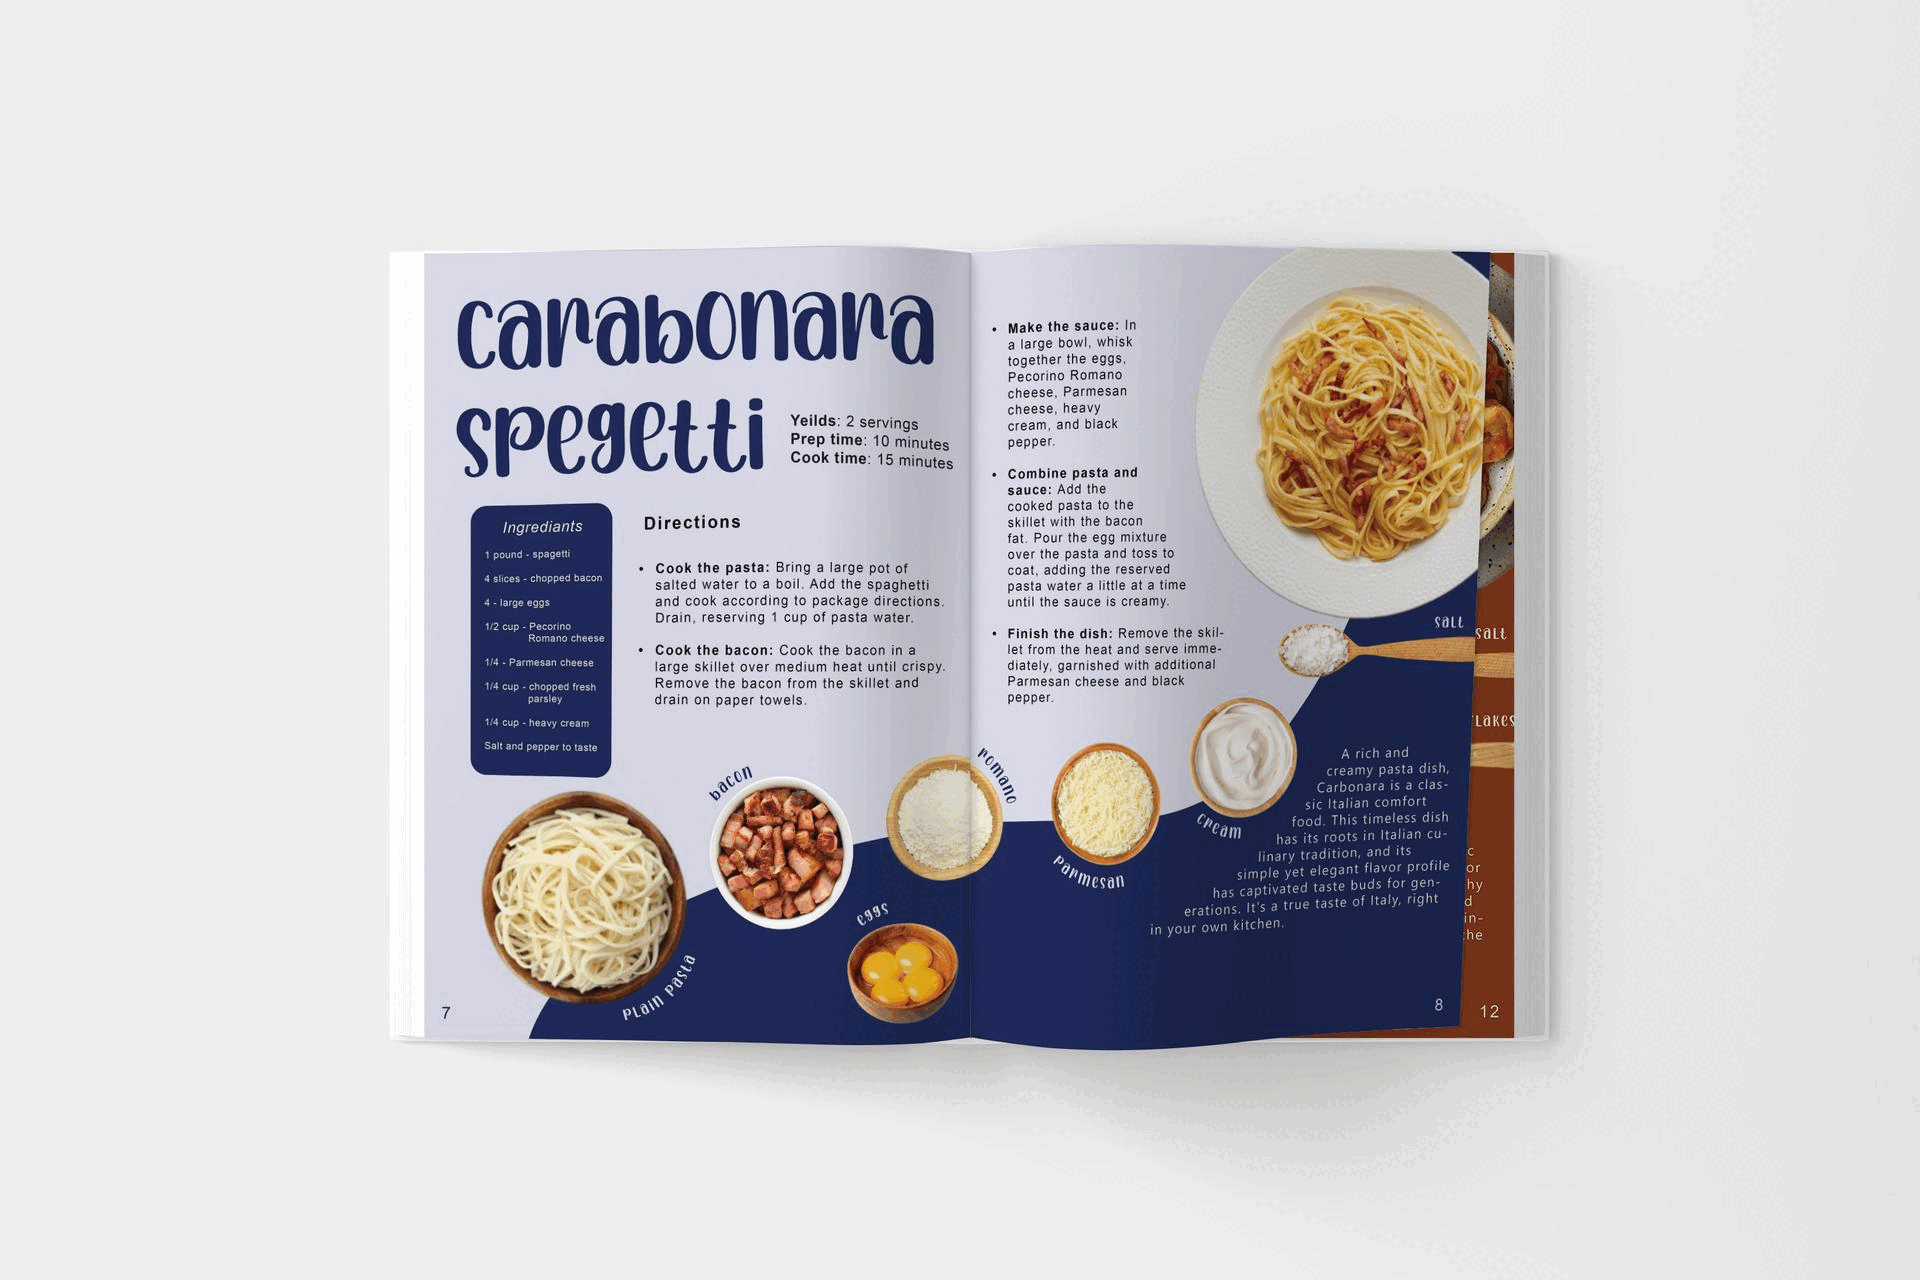 carabonara
spegetti
Yeilds: 2 servings
Prep time: 10 minutes
Cook time: 15 minutes
Ingrediants
1 pound - spagetti
4 slices - chopped bacon
4 - large eggs
1/2 cup - Pecorino
Romano cheese
1/4 - Parmesan cheese
1/4 cup - chopped fresh
parsley
1/4 cup - heavy cream
Salt and pepper to taste
Directions
• Cook the pasta: Bring a large pot of
salted water to a boil. Add the spaghetti
and cook according to package directions.
Drain, reserving 1 cup of pasta water.
• Cook the bacon: Cook the bacon in a
large skillet over medium heat until crispy.
Remove the bacon from the skillet and
drain on paper towels.
bacon
eggs
Plain pasta
7
• Make the sauce: In
a large bowl, whisk
together the eggs,
Pecorino Romano
cheese, Parmesan
cheese, heavy
cream, and black
pepper.
• Combine pasta and
sauce: Add the
cooked pasta to the
skillet with the bacon
fat. Pour the egg mixture
over the pasta and toss to
coat, adding the reserved
pasta water a little at a time
until the sauce is creamy.
• Finish the dish: Remove the skil-
let from the heat and serve imme-
diately, garnished with additional
Parmesan cheese and black
pepper.
salt
romano
parmesan
cream
A rich and
creamy pasta dish,
Carbonara is a clas-
sic Italian comfort
food. This timeless dish
has its roots in Italian cu-
linary tradition, and its
simple yet elegant flavor profile
has captivated taste buds for gen-
erations. It's a true taste of Italy, right
in your own kitchen.
8
salt
lakes
c
or
hy
d
in-
the
12